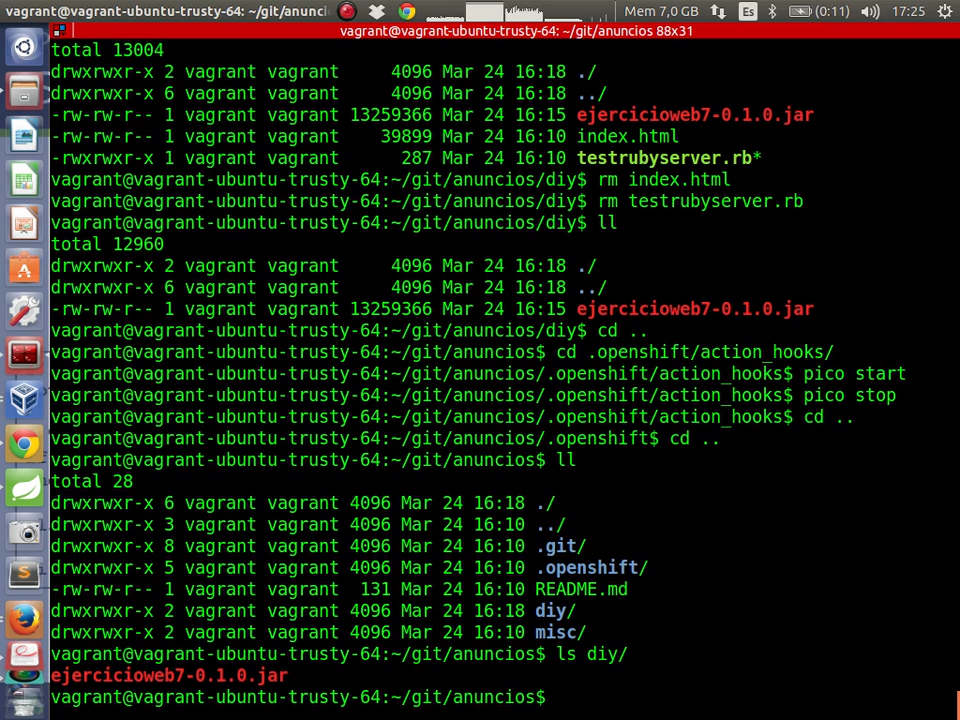 vagrant@vagrant-ubuntu-trusty-64: ~/git/anunci
Mem 7,0 GB
Es
(0:11)
17:25
vagrant@vagrant-ubuntu-trusty-64: ~/git/anuncios 88x31
total 13004
drwxrwxr-x 2 vagrant vagrant     4096 Mar 24 16:18 ./
drwxrwxr-x 6 vagrant vagrant     4096 Mar 24 16:18 ../
-rw-rw-r-- 1 vagrant vagrant 13259366 Mar 24 16:15 ejercicioweb7-0.1.0.jar
-rw-rw-r-- 1 vagrant vagrant    39899 Mar 24 16:10 index.html
-rwxrwxr-x 1 vagrant vagrant      287 Mar 24 16:10 testrubyserver.rb*
vagrant@vagrant-ubuntu-trusty-64:~/git/anuncios/diy$ rm index.html
vagrant@vagrant-ubuntu-trusty-64:~/git/anuncios/diy$ rm testrubyserver.rb
vagrant@vagrant-ubuntu-trusty-64:~/git/anuncios/diy$ ll
total 12960
drwxrwxr-x 2 vagrant vagrant     4096 Mar 24 16:18 ./
drwxrwxr-x 6 vagrant vagrant     4096 Mar 24 16:18 ../
-rw-rw-r-- 1 vagrant vagrant 13259366 Mar 24 16:15 ejercicioweb7-0.1.0.jar
vagrant@vagrant-ubuntu-trusty-64:~/git/anuncios/diy$ cd ..
vagrant@vagrant-ubuntu-trusty-64:~/git/anuncios$ cd .openshift/action_hooks/
vagrant@vagrant-ubuntu-trusty-64:~/git/anuncios/.openshift/action_hooks$ pico start
vagrant@vagrant-ubuntu-trusty-64:~/git/anuncios/.openshift/action_hooks$ pico stop
vagrant@vagrant-ubuntu-trusty-64:~/git/anuncios/.openshift/action_hooks$ cd ..
vagrant@vagrant-ubuntu-trusty-64:~/git/anuncios/.openshift$ cd ..
vagrant@vagrant-ubuntu-trusty-64:~/git/anuncios$ ll
total 28
drwxrwxr-x 6 vagrant vagrant 4096 Mar 24 16:18 ./
drwxrwxr-x 3 vagrant vagrant 4096 Mar 24 16:10 ../
drwxrwxr-x 8 vagrant vagrant 4096 Mar 24 16:10 .git/
drwxrwxr-x 5 vagrant vagrant 4096 Mar 24 16:10 .openshift/
-rw-rw-r-- 1 vagrant vagrant  131 Mar 24 16:10 README.md
drwxrwxr-x 2 vagrant vagrant 4096 Mar 24 16:18 diy/
drwxrwxr-x 2 vagrant vagrant 4096 Mar 24 16:10 misc/
vagrant@vagrant-ubuntu-trusty-64:~/git/anuncios$ ls diy/
ejercicioweb7-0.1.0.jar
vagrant@vagrant-ubuntu-trusty-64:~/git/anuncios$